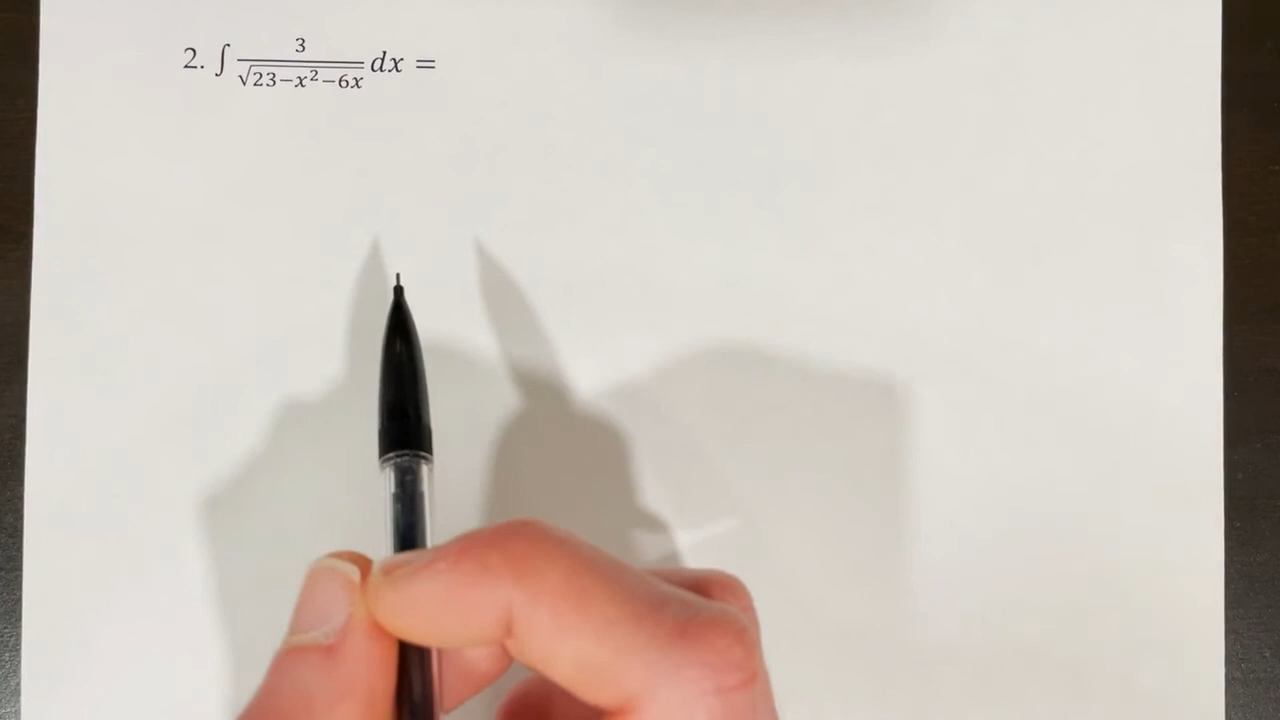 2. ∫ 3/√(23−x²−6x) dx =